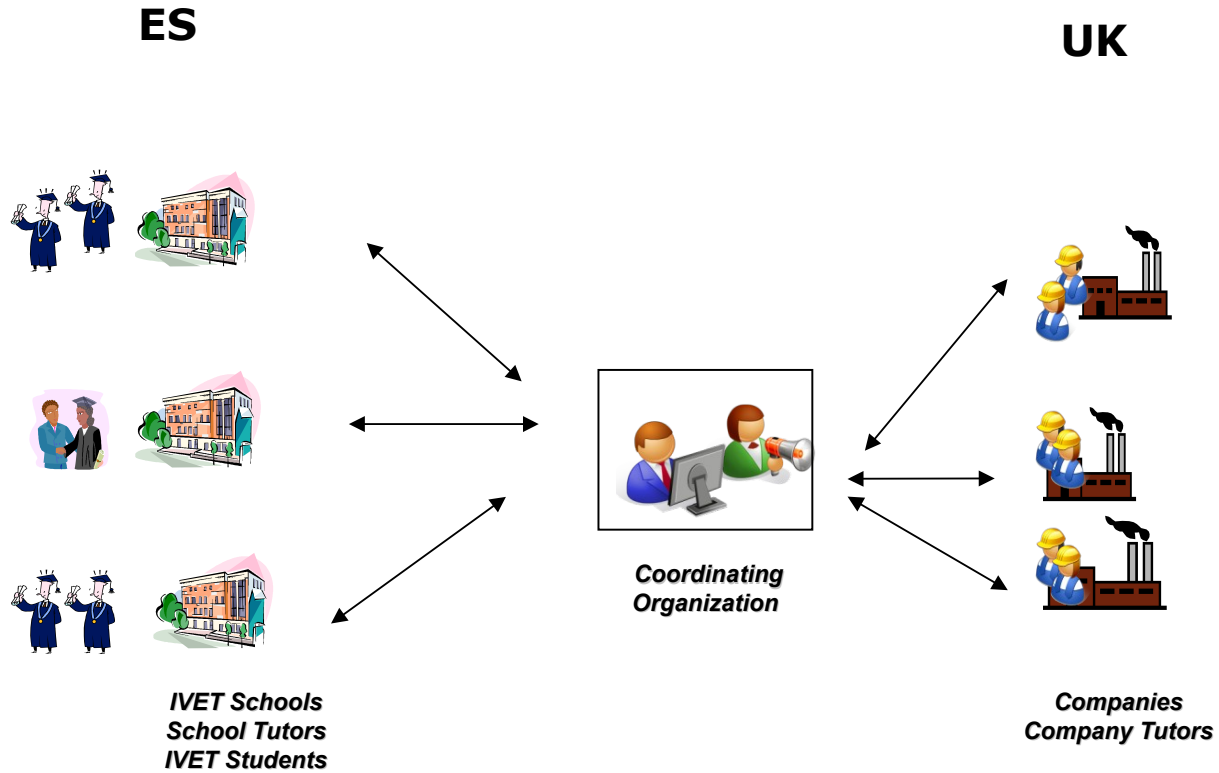 ES
UK
Coordinating
Organization
IVET Schools
School Tutors
IVET Students
Companies
Company Tutors